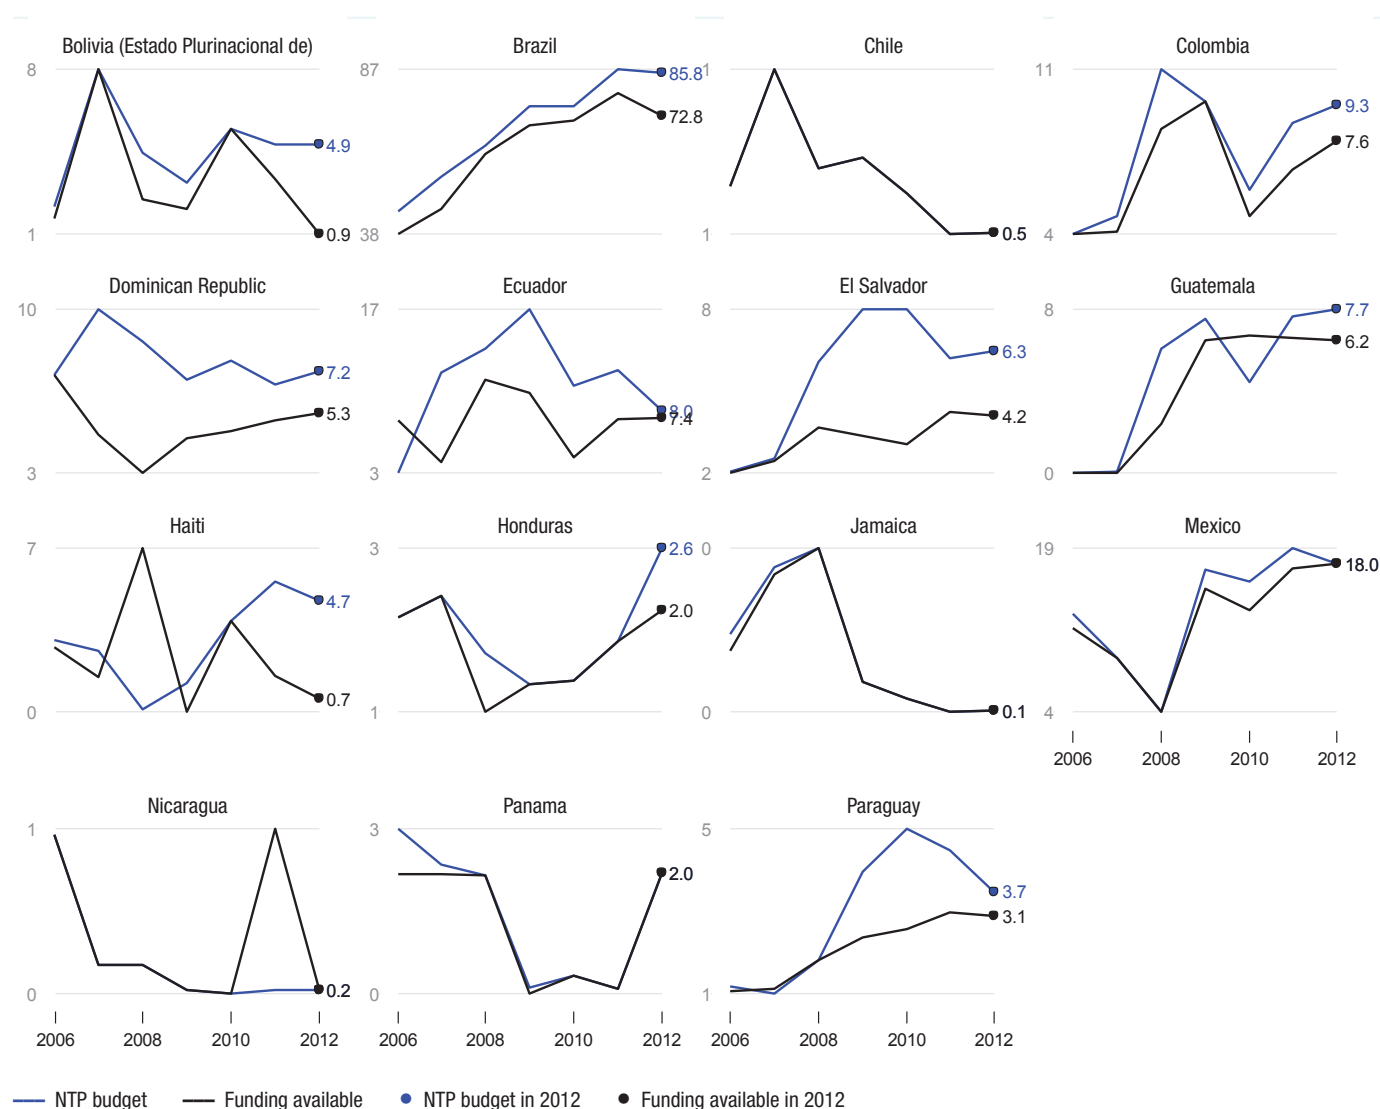 Bolivia (Estado Plurinacional de) Brazil Chile Colombia
8 87 1 11
85.8
9.3
72.8
4.9 7.6
1 0.9 38 1 0.5 4
Dominican Republic Ecuador El Salvador Guatemala
10 17 8 8 7.7
6.2
7.2 6.3
5.3 8.0 4.2
7.4
3 3 2 0
Haiti Honduras Jamaica Mexico
7 3 2.6 0 19
18.0
4.7 2.0
0.7
0 1 0 0.1 4
2006 2008 2010 2012
Nicaragua Panama Paraguay
1 3 5
2.0 3.7
3.1
0 0.2 0 1
2006 2008 2010 2012 2006 2008 2010 2012 2006 2008 2010 2012
NTP budget Funding available NTP budget in 2012 Funding available in 2012